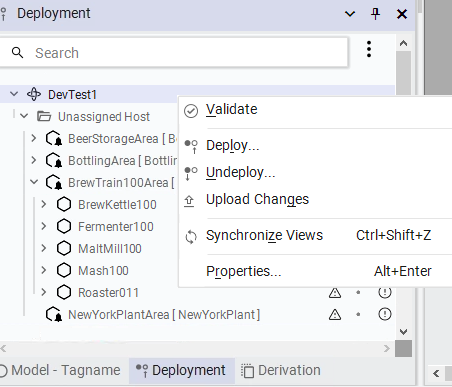 Deployment
Search
DevTest1
Unassigned Host
BeerStorageArea [ Bo
BottlingArea [ Bottlin
BrewTrain100Area [
BrewKettle100
Fermenter100
MaltMill100
Mash100
Roaster011
NewYorkPlantArea [ NewYorkPlant ]
Validate
Deploy...
Undeploy...
Upload Changes
Synchronize Views Ctrl+Shift+Z
Properties... Alt+Enter
Model - Tagname Deployment Derivation